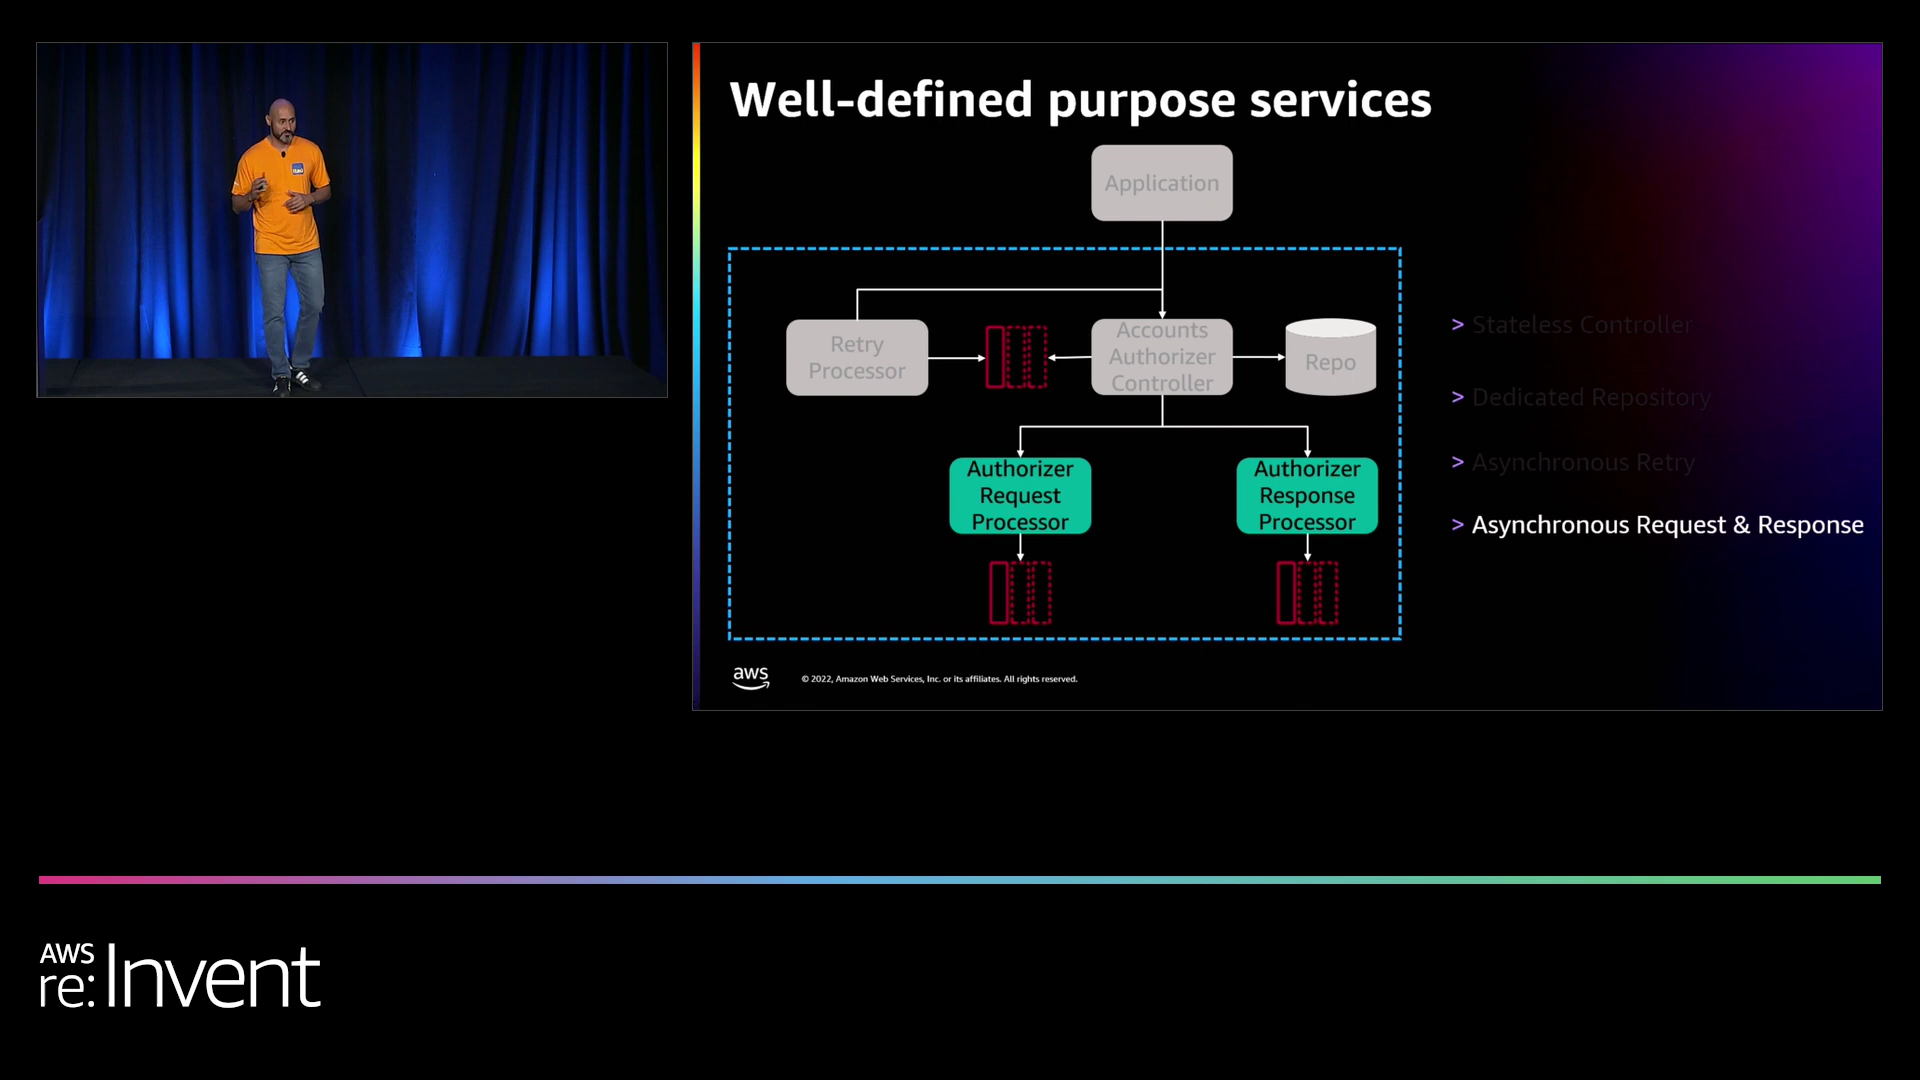 Well-defined purpose services
Application
Retry
Processor
Accounts
Authorizer
Controller
Repo
Authorizer
Request
Processor
Authorizer
Response
Processor
> Stateless Controller
> Dedicated Repository
> Asynchronous Retry
> Asynchronous Request & Response
aws
© 2022, Amazon Web Services, Inc. or its affiliates. All rights reserved.
AWS
re:Invent